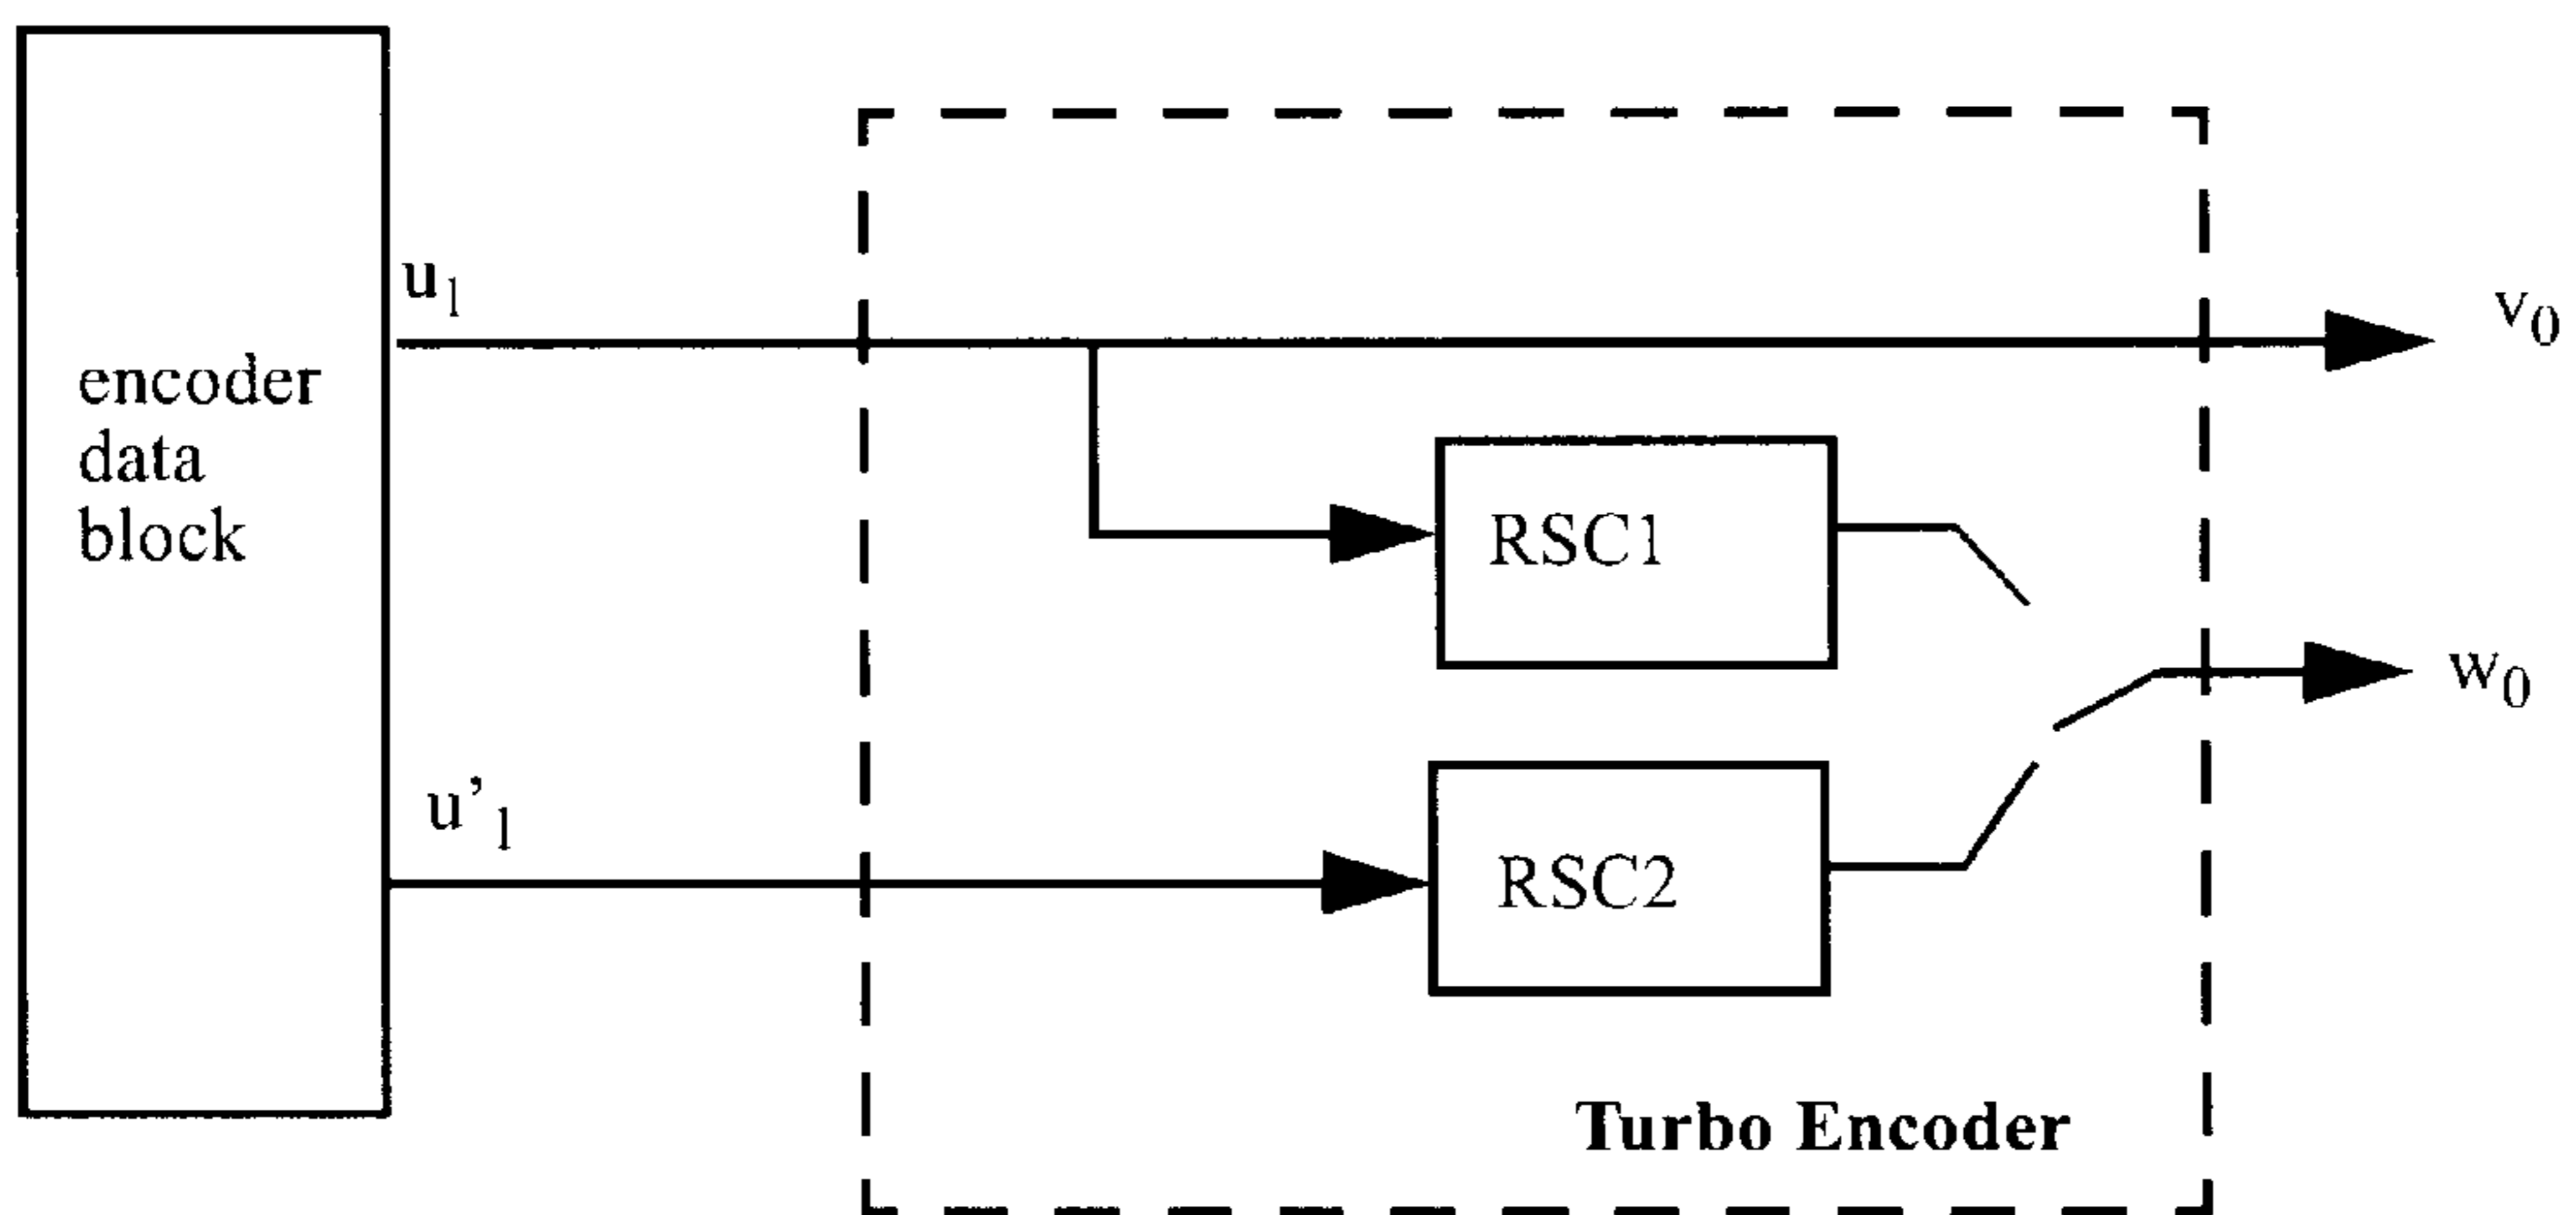 u₁
v₀
encoder
data
block
RSC1
w₀
u’₁
RSC2
Turbo Encoder